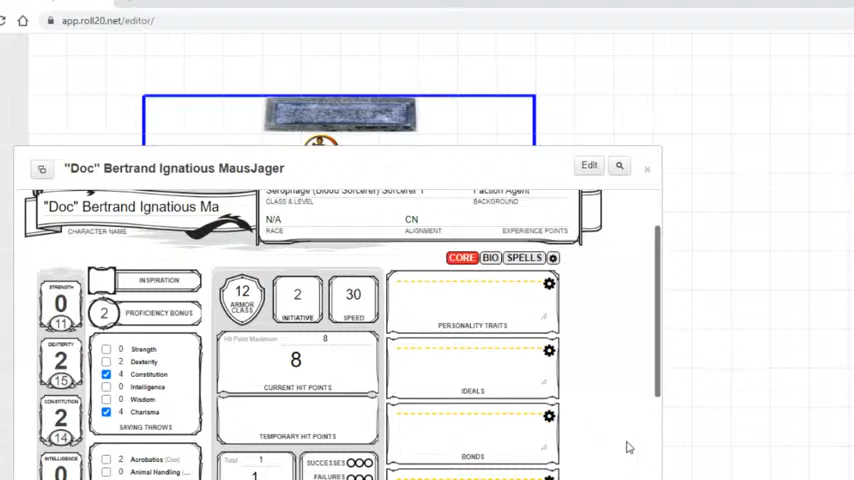 app.roll20.net/editor/
"Doc" Bertrand Ignatious MausJager
Edit
Serophage (Blood Sorcerer) Sorcerer 1
Faction Agent
"Doc" Bertrand Ignatious Ma
CLASS & LEVEL
BACKGROUND
N/A
CN
CHARACTER NAME
RACE
ALIGNMENT
EXPERIENCE POINTS
CORE
BIO
SPELLS
STRENGTH
0
11
DEXTERITY
2
15
CONSTITUTION
2
14
INTELLIGENCE
0
INSPIRATION
2
PROFICIENCY BONUS
0 Strength
2 Dexterity
4 Constitution
0 Intelligence
0 Wisdom
4 Charisma
SAVING THROWS
2 Acrobatics (Dex)
0 Animal Handling (...
12
ARMOR
CLASS
2
INITIATIVE
30
SPEED
Hit Point Maximum 8
8
CURRENT HIT POINTS
TEMPORARY HIT POINTS
Total 1
1
SUCCESSES
FAILURES
PERSONALITY TRAITS
IDEALS
BONDS